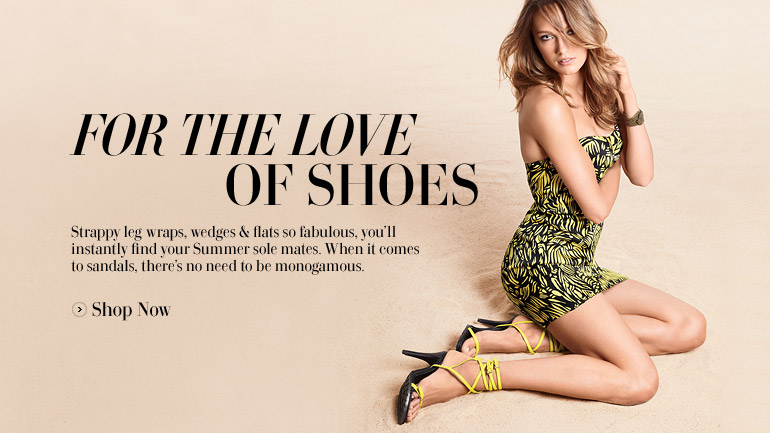 FOR THE LOVE
OF SHOES
Strappy leg wraps, wedges & flats so fabulous, you'll
instantly find your Summer sole mates. When it comes
to sandals, there's no need to be monogamous.
Shop Now